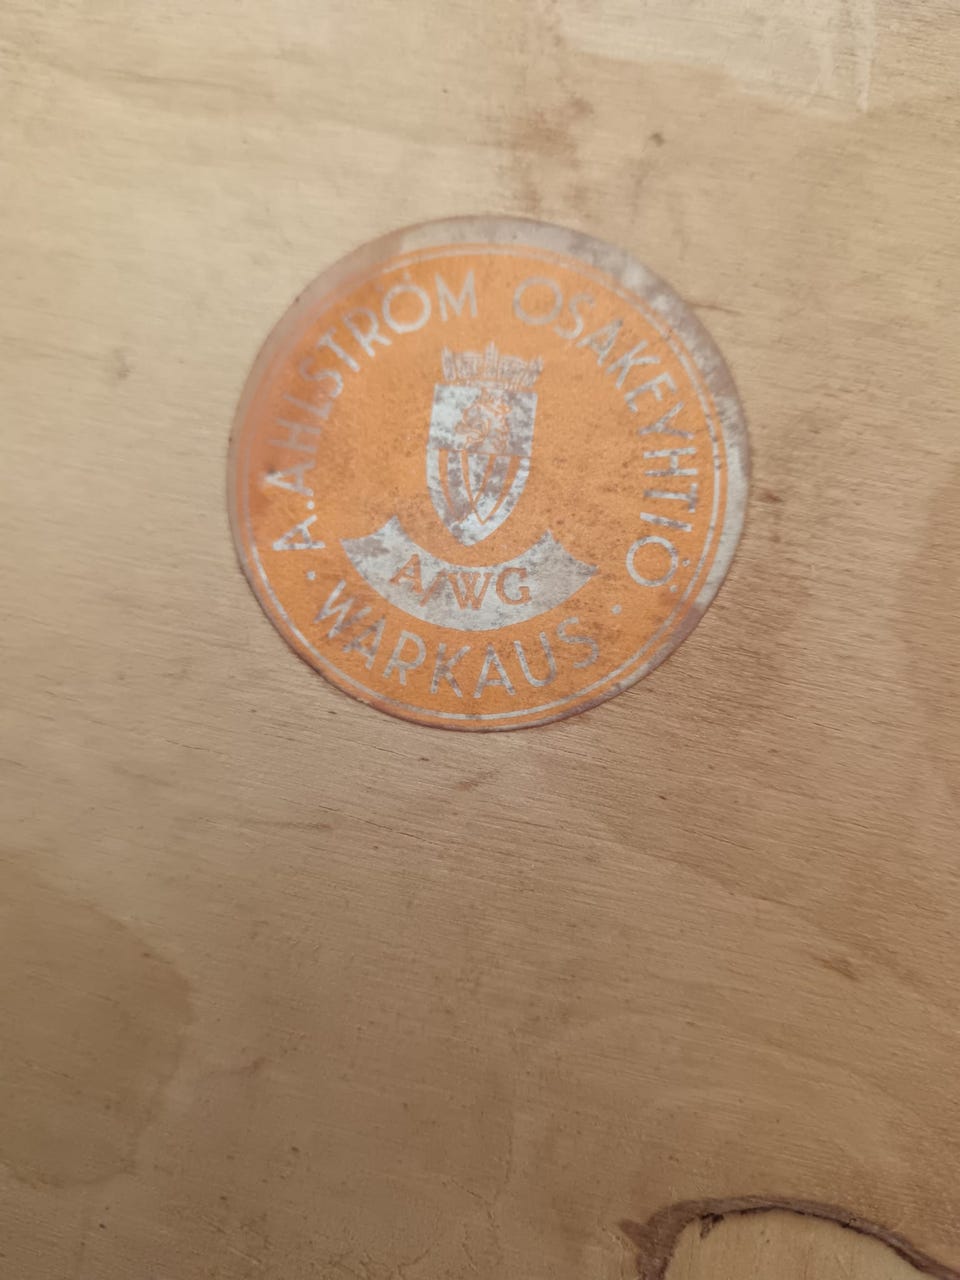 A. AHLSTRÖM OSAKEYHTIÖ
A/WG
· WARKAUS ·